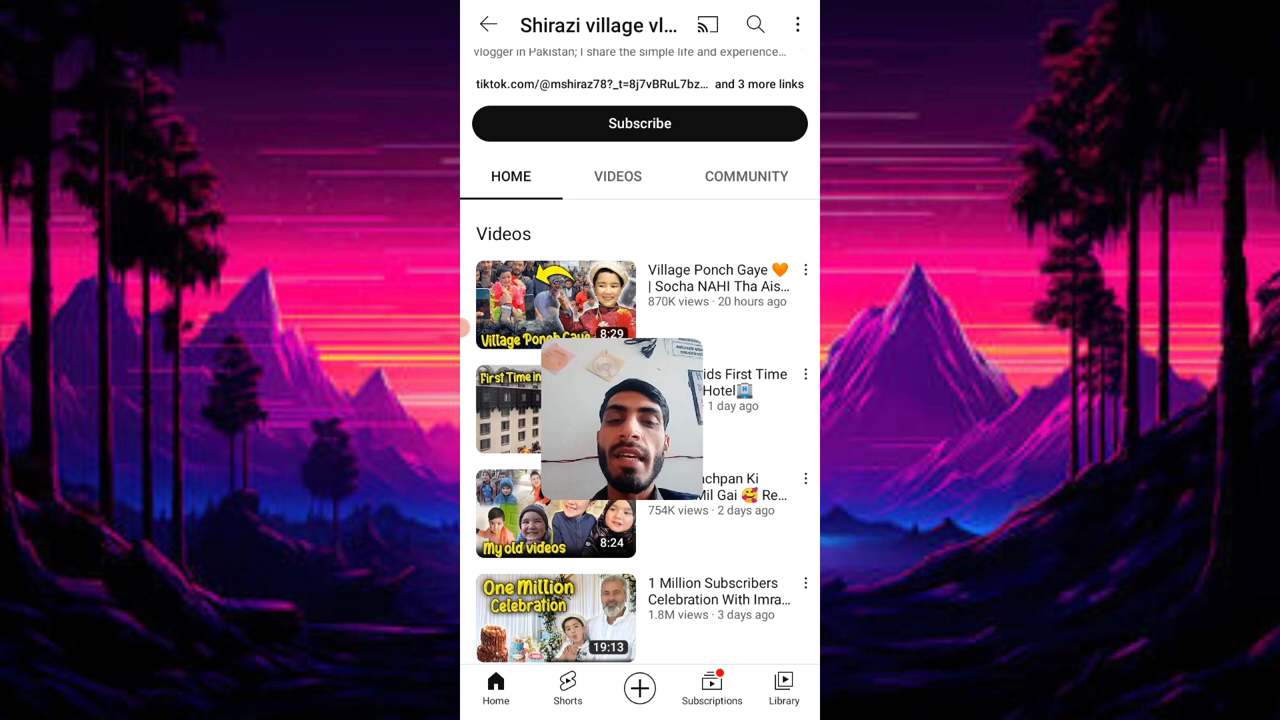 Shirazi village vl...
vlogger in Pakistan; I share the simple life and experience...
tiktok.com/@mshiraz78?_t=8j7vBRuL7bz... and 3 more links
Subscribe
HOME VIDEOS COMMUNITY
Videos
Village Ponch Gaye
8:29
Village Ponch Gaye 🧡
| Socha NAHI Tha Ais...
870K views · 20 hours ago
First Time in
ids First Time
Hotel🏨
· 1 day ago
My old videos
8:24
achpan Ki
Mil Gai 🥰 Re...
754K views · 2 days ago
One Million
Celebration
19:13
1 Million Subscribers
Celebration With Imra...
1.8M views · 3 days ago
Home Shorts Subscriptions Library